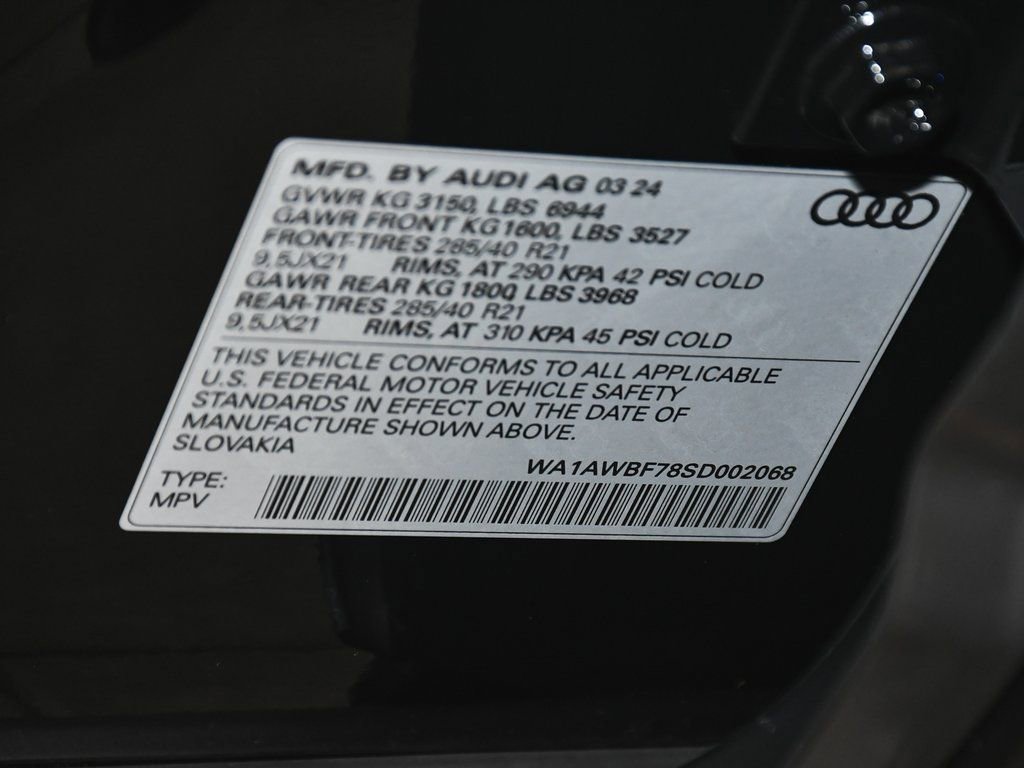 MFD. BY AUDI AG 03 24
GVWR KG 3150, LBS 6944
GAWR FRONT KG 1600, LBS 3527
FRONT-TIRES 285/40 R21
9,5JX21 RIMS, AT 290 KPA 42 PSI COLD
GAWR REAR KG 1800, LBS 3968
REAR-TIRES 285/40 R21
9,5JX21 RIMS, AT 310 KPA 45 PSI COLD
THIS VEHICLE CONFORMS TO ALL APPLICABLE
U.S. FEDERAL MOTOR VEHICLE SAFETY
STANDARDS IN EFFECT ON THE DATE OF
MANUFACTURE SHOWN ABOVE.
SLOVAKIA
WA1AWBF78SD002068
TYPE:
MPV